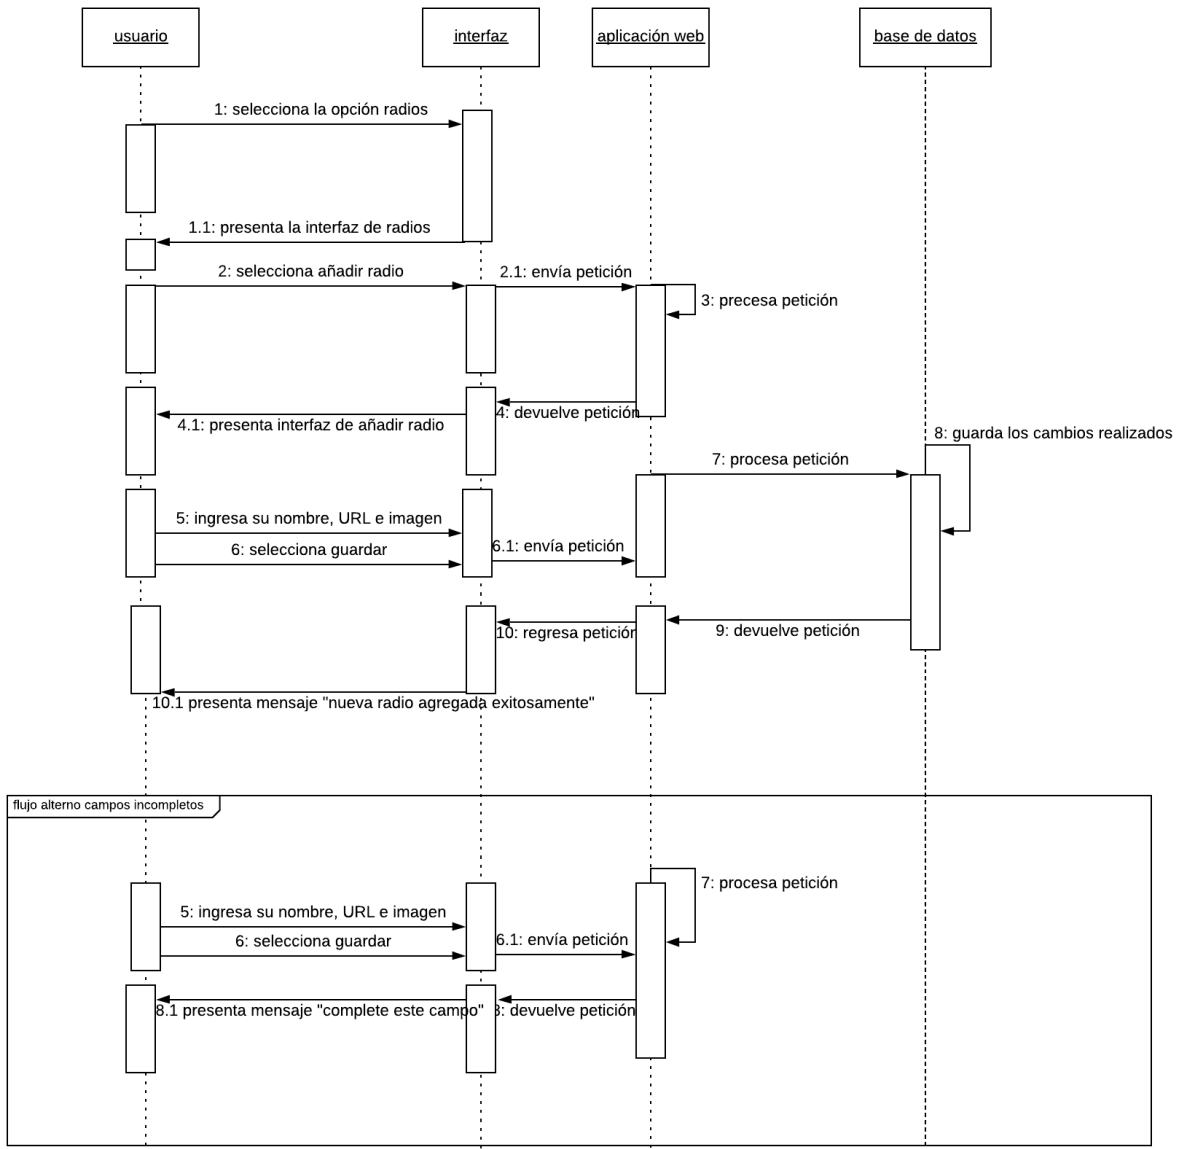 usuario
interfaz
aplicación web
base de datos
1: selecciona la opción radios
1.1: presenta la interfaz de radios
2: selecciona añadir radio
2.1: envía petición
3: precesa petición
4: devuelve petición
4.1: presenta interfaz de añadir radio
8: guarda los cambios realizados
7: procesa petición
5: ingresa su nombre, URL e imagen
6: selecciona guardar
6.1: envía petición
10: regresa petición
9: devuelve petición
10.1 presenta mensaje "nueva radio agregada exitosamente"
flujo alterno campos incompletos
7: procesa petición
5: ingresa su nombre, URL e imagen
6: selecciona guardar
6.1: envía petición
8.1 presenta mensaje "complete este campo"
8: devuelve petición